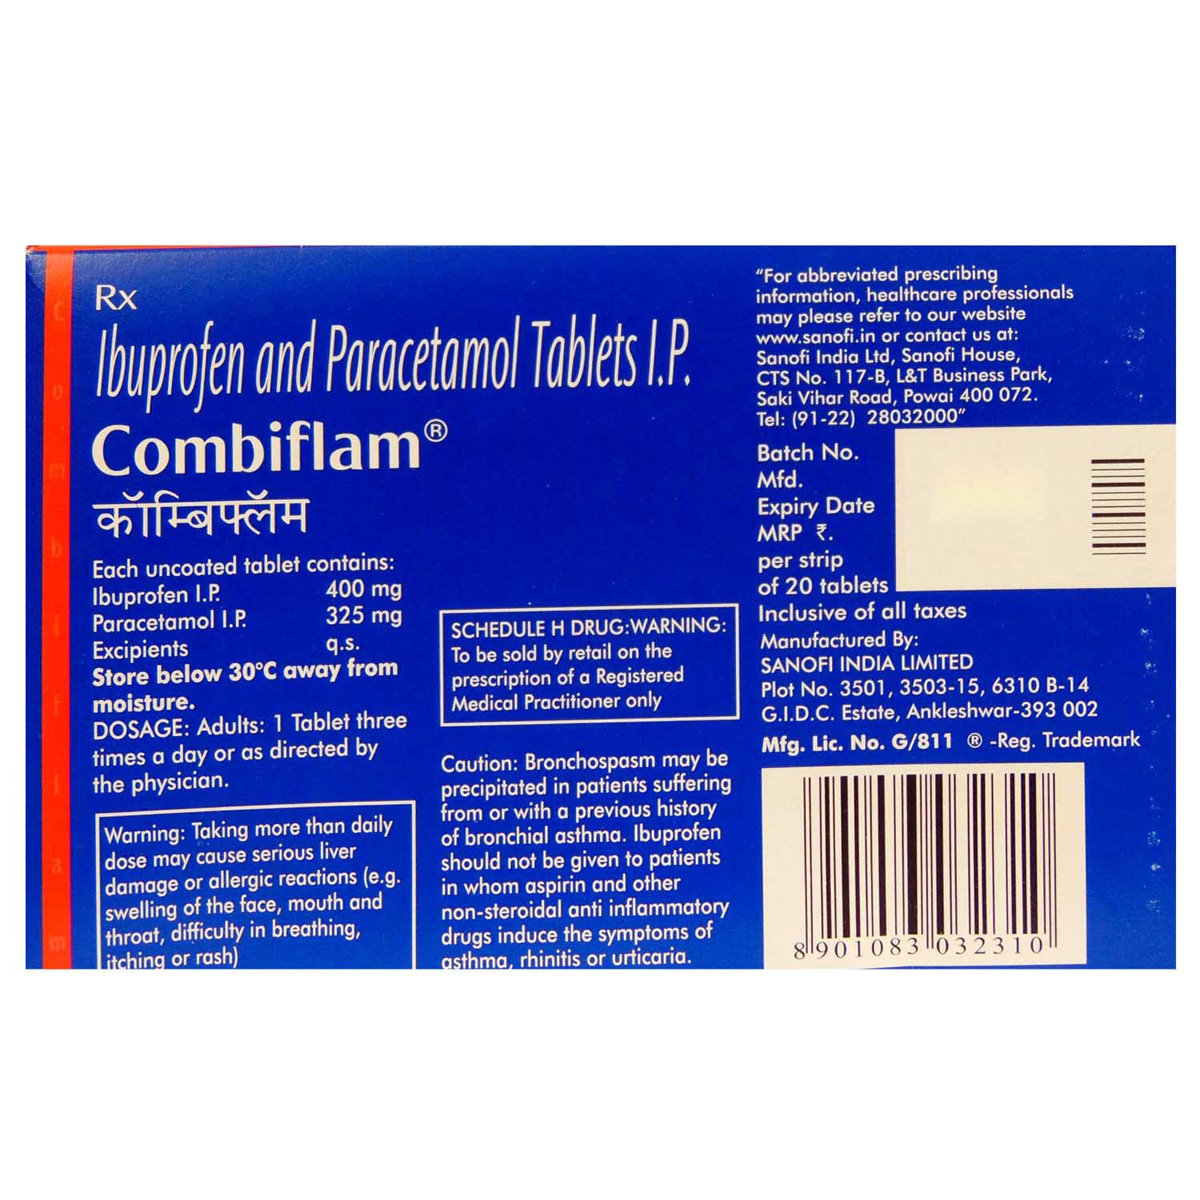 Rx
Ibuprofen and Paracetamol Tablets I.P.
Combiflam®
कॉम्बिफ्लॅम
Each uncoated tablet contains:
Ibuprofen I.P. 400 mg
Paracetamol I.P. 325 mg
Excipients q.s.
Store below 30°C away from
moisture.
DOSAGE: Adults: 1 Tablet three
times a day or as directed by
the physician.
Warning: Taking more than daily
dose may cause serious liver
damage or allergic reactions (e.g.
swelling of the face, mouth and
throat, difficulty in breathing,
itching or rash)
SCHEDULE H DRUG:WARNING:
To be sold by retail on the
prescription of a Registered
Medical Practitioner only
Caution: Bronchospasm may be
precipitated in patients suffering
from or with a previous history
of bronchial asthma. Ibuprofen
should not be given to patients
in whom aspirin and other
non-steroidal anti inflammatory
drugs induce the symptoms of
asthma, rhinitis or urticaria.
"For abbreviated prescribing
information, healthcare professionals
may please refer to our website
www.sanofi.in or contact us at:
Sanofi India Ltd, Sanofi House,
CTS No. 117-B, L&T Business Park,
Saki Vihar Road, Powai 400 072.
Tel: (91-22) 28032000"
Batch No.
Mfd.
Expiry Date
MRP ₹.
per strip
of 20 tablets
Inclusive of all taxes
Manufactured By:
SANOFI INDIA LIMITED
Plot No. 3501, 3503-15, 6310 B-14
G.I.D.C. Estate, Ankleshwar-393 002
Mfg. Lic. No. G/811 ® -Reg. Trademark
8 901083 032310
Combiflam